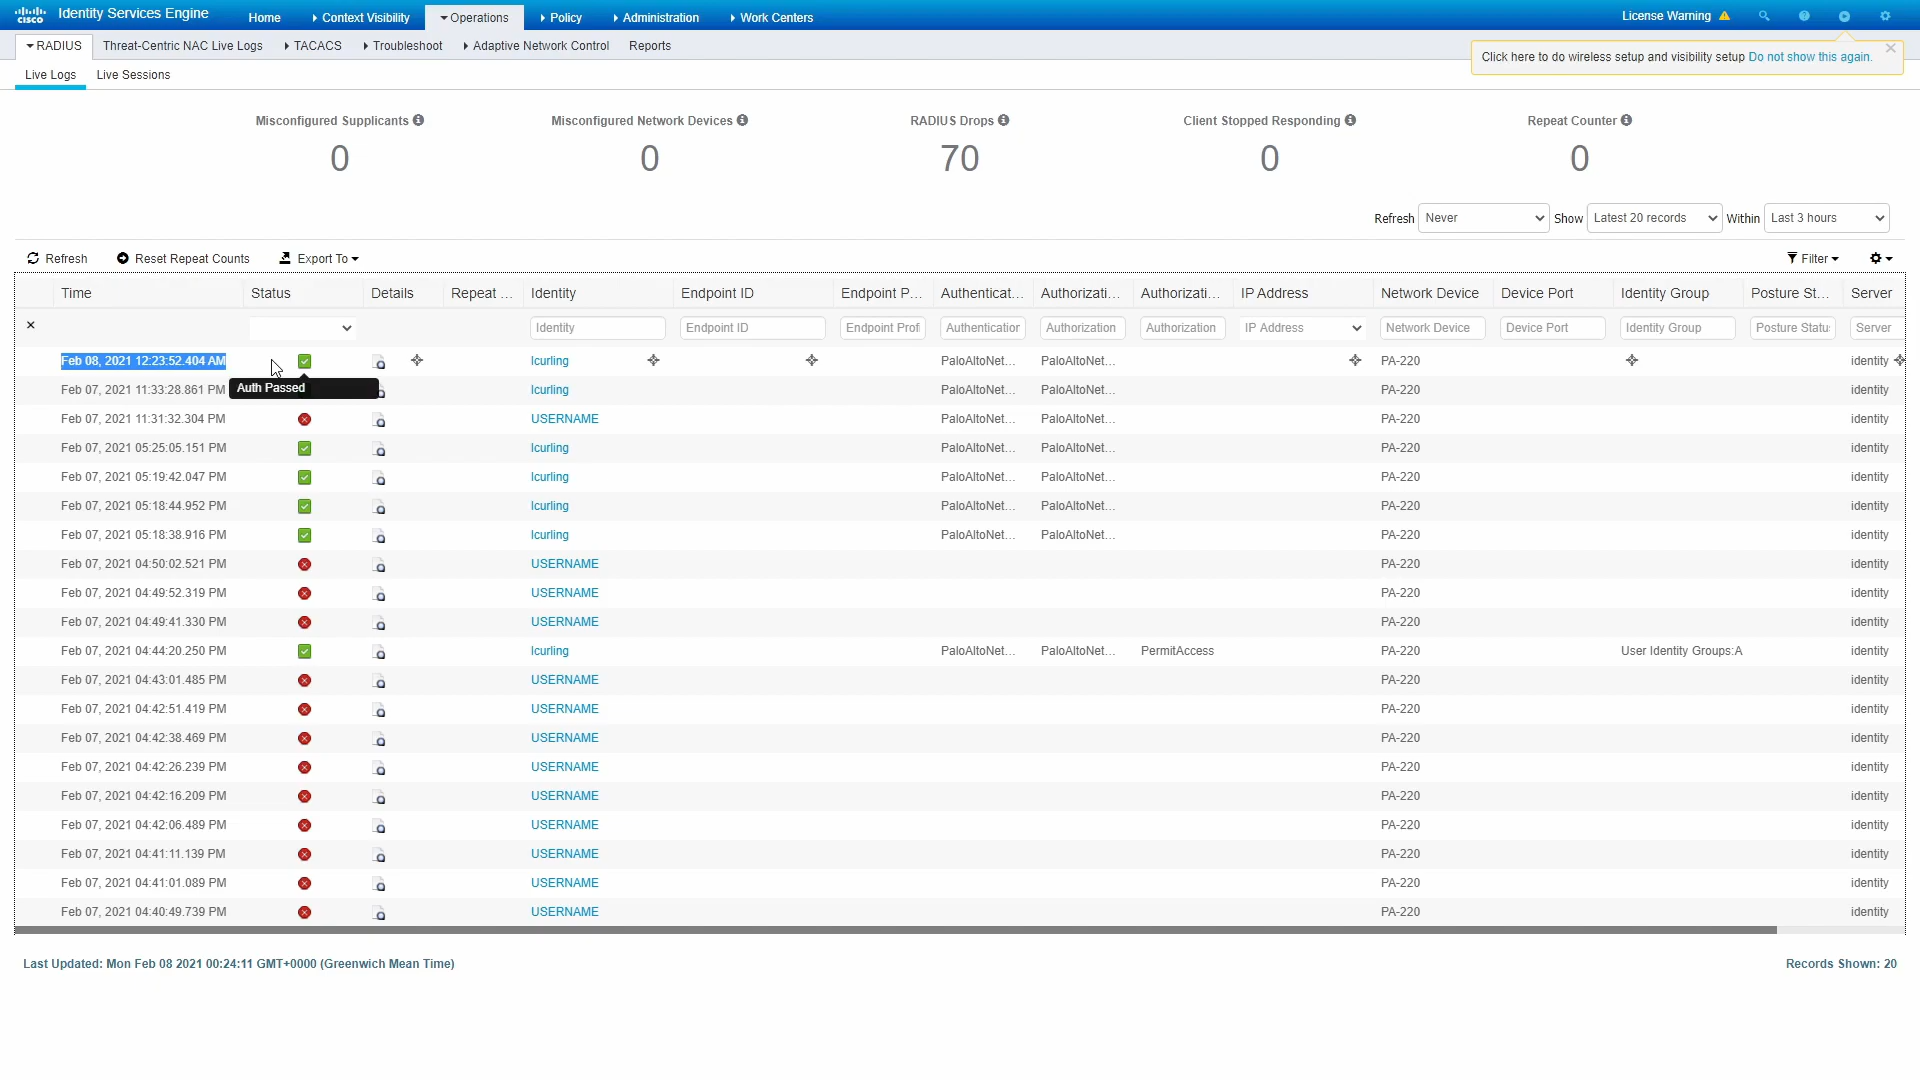 CISCO Identity Services Engine Home Context Visibility Operations Policy Administration Work Centers License Warning
RADIUS Threat-Centric NAC Live Logs TACACS Troubleshoot Adaptive Network Control Reports
Click here to do wireless setup and visibility setup Do not show this again.
Live Logs Live Sessions
Misconfigured Supplicants Misconfigured Network Devices RADIUS Drops Client Stopped Responding Repeat Counter
0 0 70 0 0
Refresh Never Show Latest 20 records Within Last 3 hours
Refresh Reset Repeat Counts Export To Filter
Time Status Details Repeat ... Identity Endpoint ID Endpoint P... Authenticat... Authorizati... Authorizati... IP Address Network Device Device Port Identity Group Posture St... Server
× Identity Endpoint ID Endpoint Profi Authentication Authorization Authorization IP Address Network Device Device Port Identity Group Posture Statu Server
Feb 08, 2021 12:23:52.404 AM lcurling PaloAltoNet... PaloAltoNet... PA-220 identity
Auth Passed
Feb 07, 2021 11:33:28.861 PM lcurling PaloAltoNet... PaloAltoNet... PA-220 identity
Feb 07, 2021 11:31:32.304 PM USERNAME PaloAltoNet... PaloAltoNet... PA-220 identity
Feb 07, 2021 05:25:05.151 PM lcurling PaloAltoNet... PaloAltoNet... PA-220 identity
Feb 07, 2021 05:19:42.047 PM lcurling PaloAltoNet... PaloAltoNet... PA-220 identity
Feb 07, 2021 05:18:44.952 PM lcurling PaloAltoNet... PaloAltoNet... PA-220 identity
Feb 07, 2021 05:18:38.916 PM lcurling PaloAltoNet... PaloAltoNet... PA-220 identity
Feb 07, 2021 04:50:02.521 PM USERNAME PA-220 identity
Feb 07, 2021 04:49:52.319 PM USERNAME PA-220 identity
Feb 07, 2021 04:49:41.330 PM USERNAME PA-220 identity
Feb 07, 2021 04:44:20.250 PM lcurling PaloAltoNet... PaloAltoNet... PermitAccess PA-220 User Identity Groups:A identity
Feb 07, 2021 04:43:01.485 PM USERNAME PA-220 identity
Feb 07, 2021 04:42:51.419 PM USERNAME PA-220 identity
Feb 07, 2021 04:42:38.469 PM USERNAME PA-220 identity
Feb 07, 2021 04:42:26.239 PM USERNAME PA-220 identity
Feb 07, 2021 04:42:16.209 PM USERNAME PA-220 identity
Feb 07, 2021 04:42:06.489 PM USERNAME PA-220 identity
Feb 07, 2021 04:41:11.139 PM USERNAME PA-220 identity
Feb 07, 2021 04:41:01.089 PM USERNAME PA-220 identity
Feb 07, 2021 04:40:49.739 PM USERNAME PA-220 identity
Last Updated: Mon Feb 08 2021 00:24:11 GMT+0000 (Greenwich Mean Time) Records Shown: 20